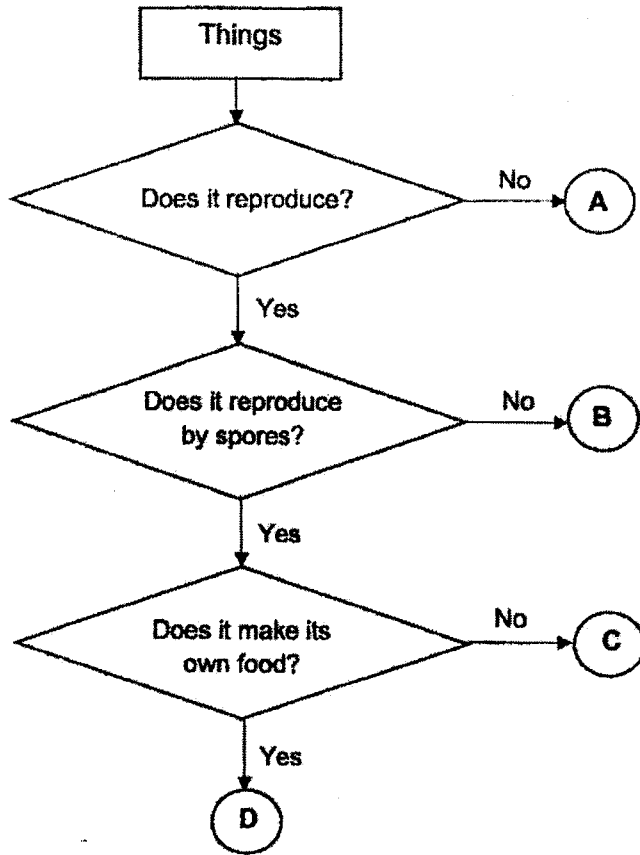 Things
Does it reproduce?
No
A
Yes
Does it reproduce
by spores?
No
B
Yes
Does it make its
own food?
No
C
Yes
D